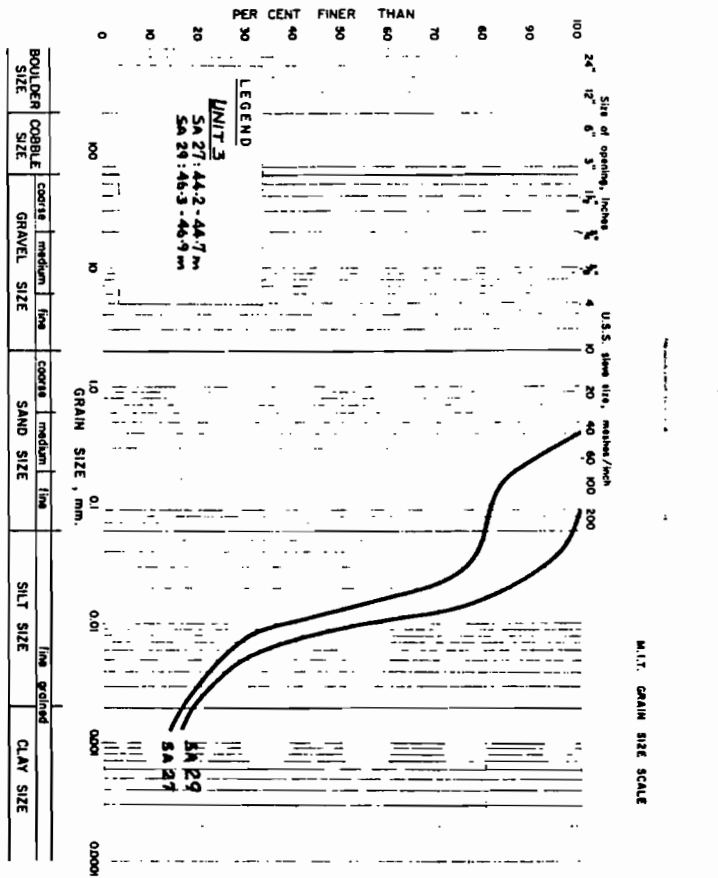 M.I.T. GRAIN SIZE SCALE
Size of opening, inches
U.S.S. sieve size, meshes/inch
24" 12" 6" 3" 1½" ¾" ⅜" 4 10 20 40 60 100 200
PER CENT FINER THAN
100
90
80
70
60
50
40
30
20
10
0
LEGEND
UNIT 3
SA 27: 44.2 - 44.7 m
SA 29: 46.3 - 46.9 m
SA 29
SA 27
100 10 1.0 0.1 0.01 0.001 0.0001
GRAIN SIZE, mm.
BOULDER SIZE
COBBLE SIZE
coarse medium fine
GRAVEL SIZE
coarse medium fine
SAND SIZE
fine grained
SILT SIZE
CLAY SIZE